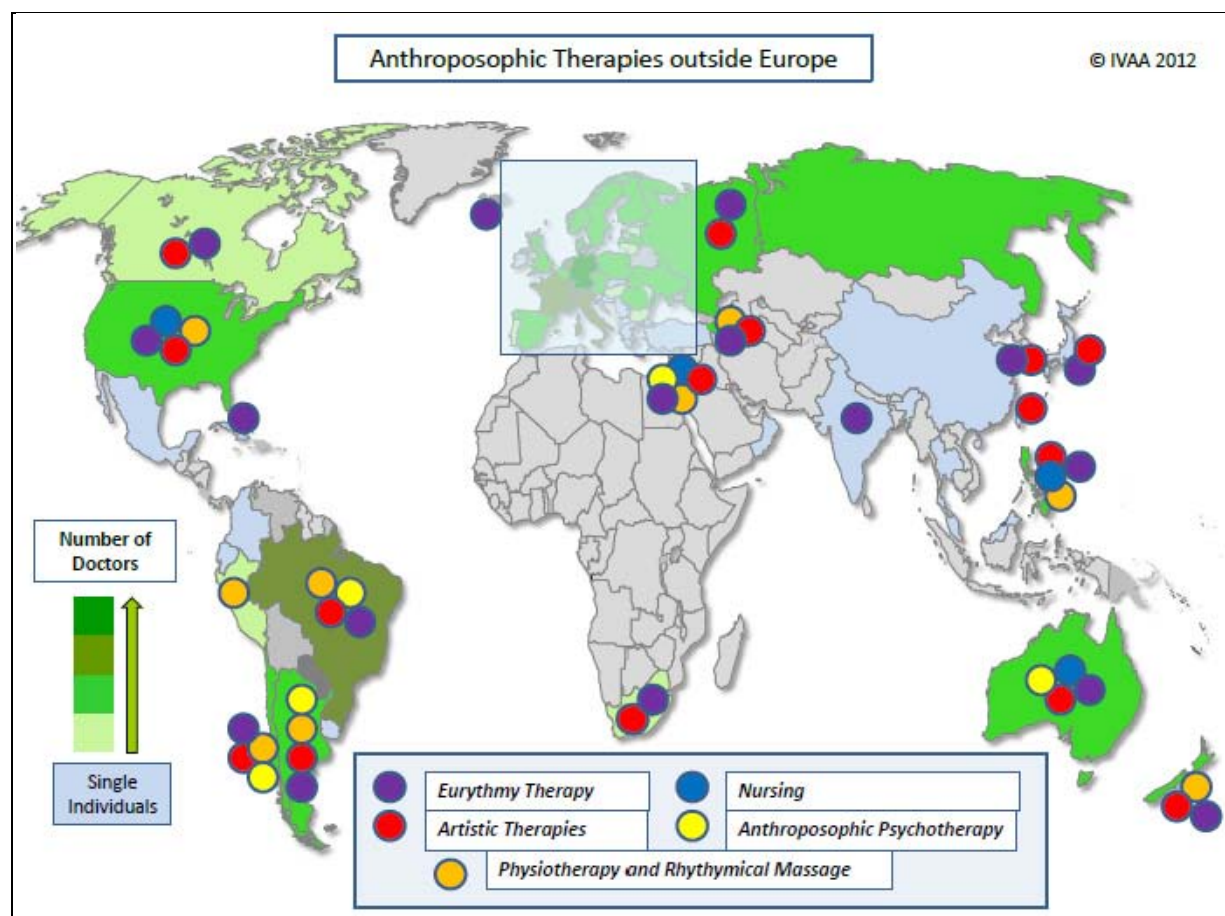 Anthroposophic Therapies outside Europe
© IVAA 2012
Number of
Doctors
Single
Individuals
Eurythmy Therapy
Nursing
Artistic Therapies
Anthroposophic Psychotherapy
Physiotherapy and Rhythymical Massage